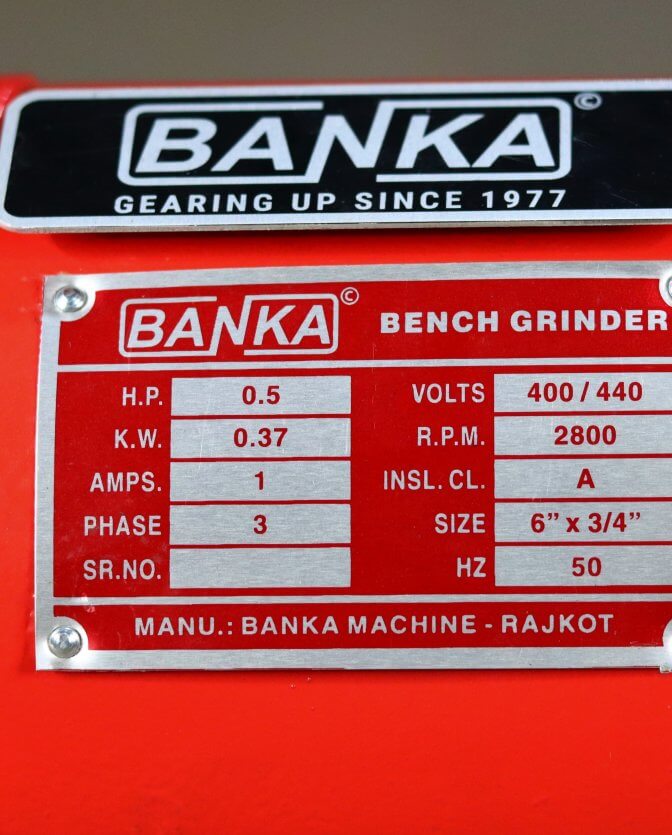 BANKA ©
GEARING UP SINCE 1977
BANKA © BENCH GRINDER
H.P. 0.5 VOLTS 400 / 440
K.W. 0.37 R.P.M. 2800
AMPS. 1 INSL. CL. A
PHASE 3 SIZE 6” x 3/4”
SR.NO. HZ 50
MANU.: BANKA MACHINE - RAJKOT